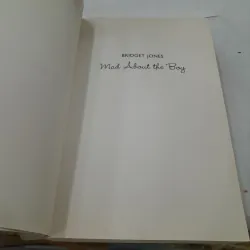 BRIDGET JONES
Mad About the Boy